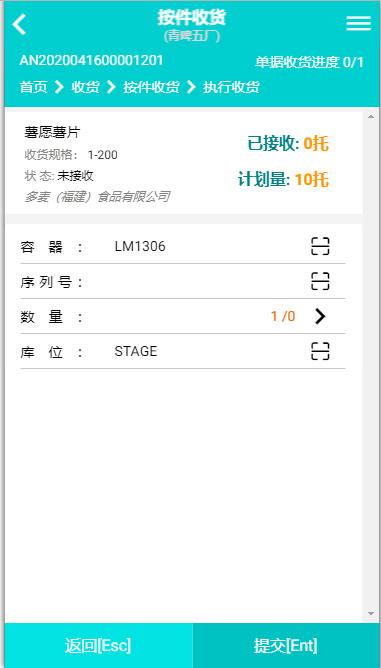 按件收货
(青啤五厂)
AN2020041600001201
单据收货进度 0/1
首页 收货 按件收货 执行收货
薯愿薯片
已接收: 0托
收货规格: 1-200
计划量: 10托
状 态: 未接收
多麦（福建）食品有限公司
容 器 : LM1306
序 列 号 :
数 量 : 1 /0
库 位 : STAGE
返回[Esc]
提交[Ent]